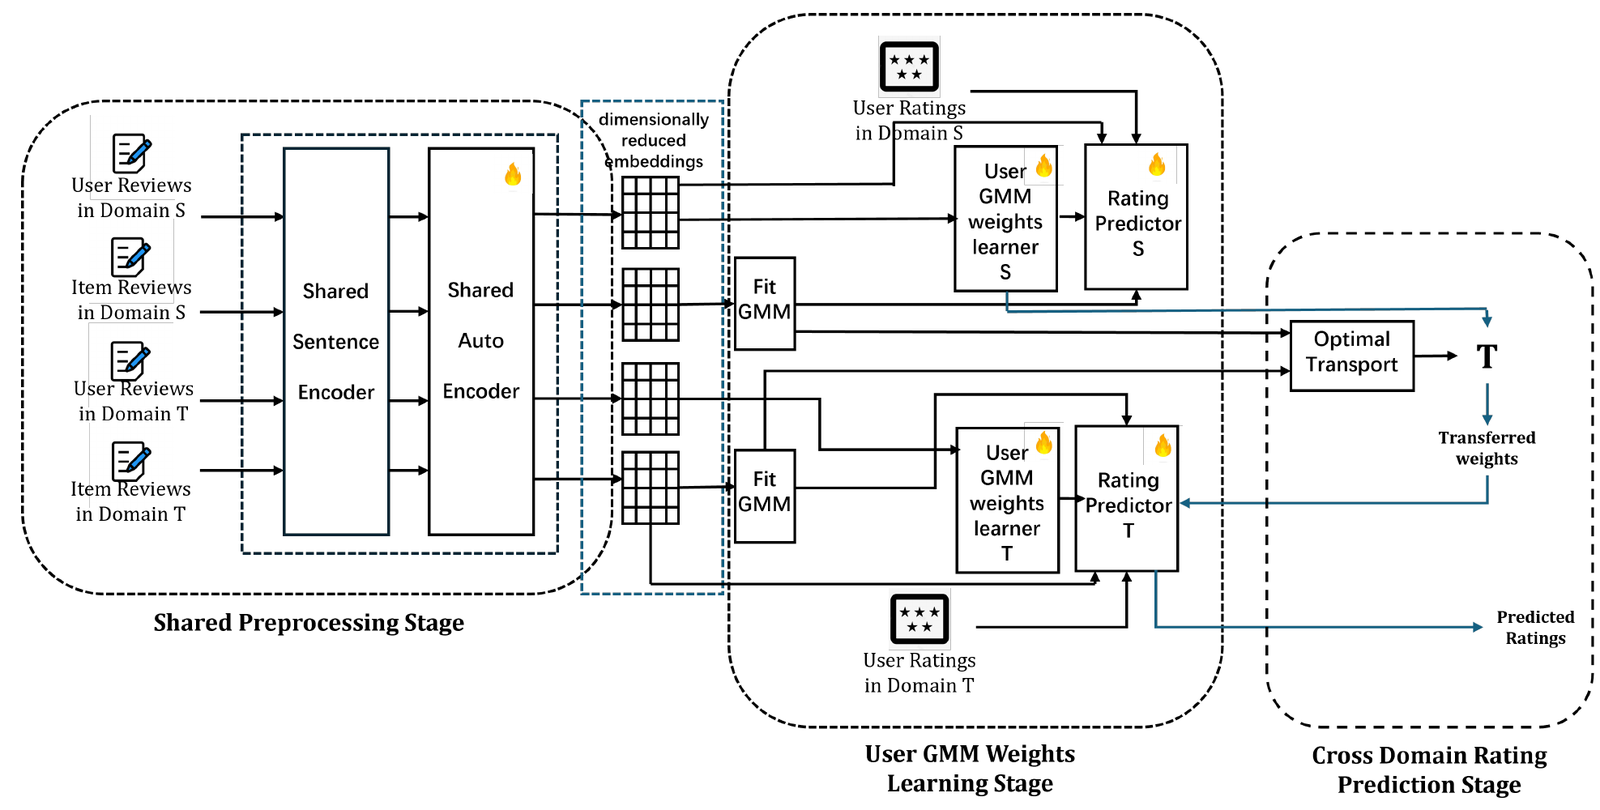 User Reviews
in Domain S
Item Reviews
in Domain S
User Reviews
in Domain T
Item Reviews
in Domain T
Shared
Sentence
Encoder
Shared
Auto
Encoder
Shared Preprocessing Stage
dimensionally
reduced
embeddings
User Ratings
in Domain S
User
GMM
weights
learner
S
Rating
Predictor
S
Fit
GMM
Fit
GMM
User
GMM
weights
learner
T
Rating
Predictor
T
User Ratings
in Domain T
User GMM Weights
Learning Stage
Optimal
Transport
T
Transferred
weights
Predicted
Ratings
Cross Domain Rating
Prediction Stage